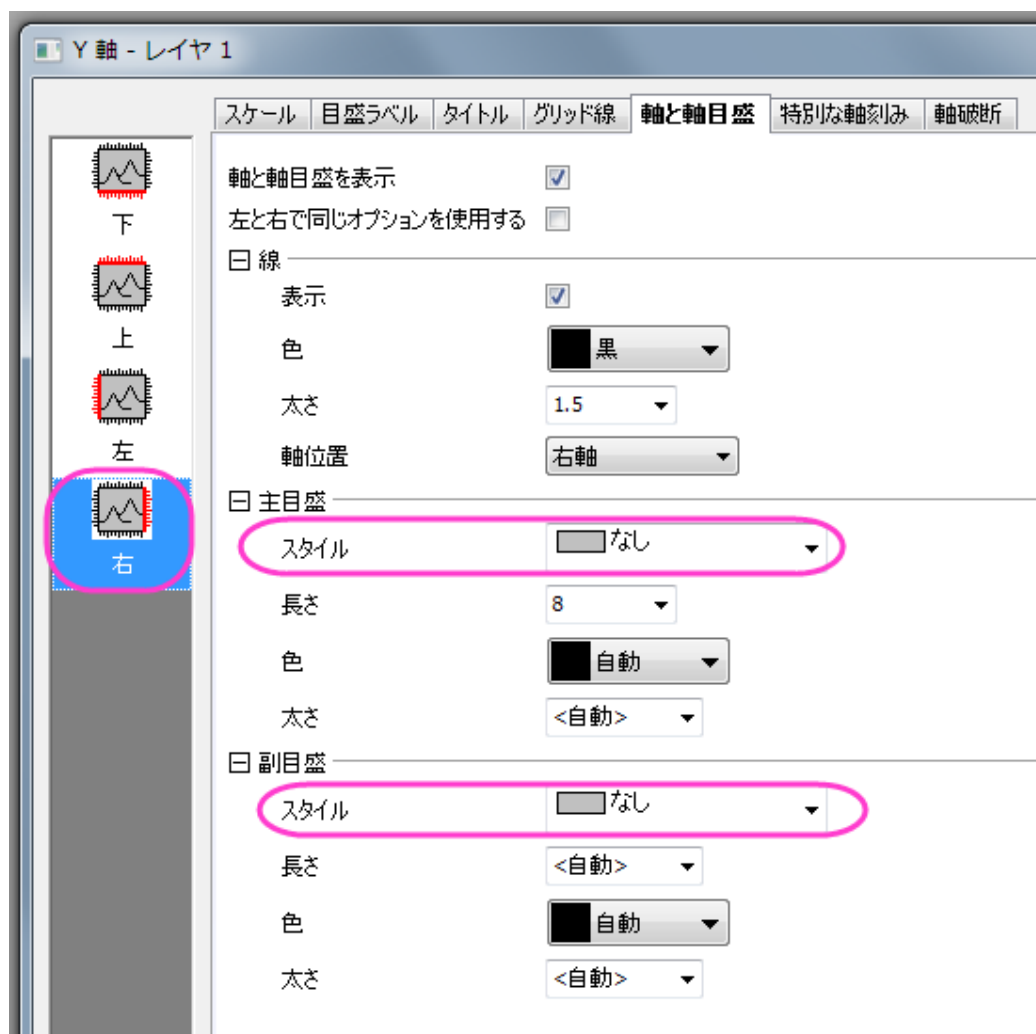 Y 軸 - レイヤ 1
スケール 目盛ラベル タイトル グリッド線 軸と軸目盛 特別な軸刻み 軸破断
下
上
左
右
軸と軸目盛を表示
左と右で同じオプションを使用する
線
表示
色 黒
太さ 1.5
軸位置 右軸
主目盛
スタイル なし
長さ 8
色 自動
太さ <自動>
副目盛
スタイル なし
長さ <自動>
色 自動
太さ <自動>